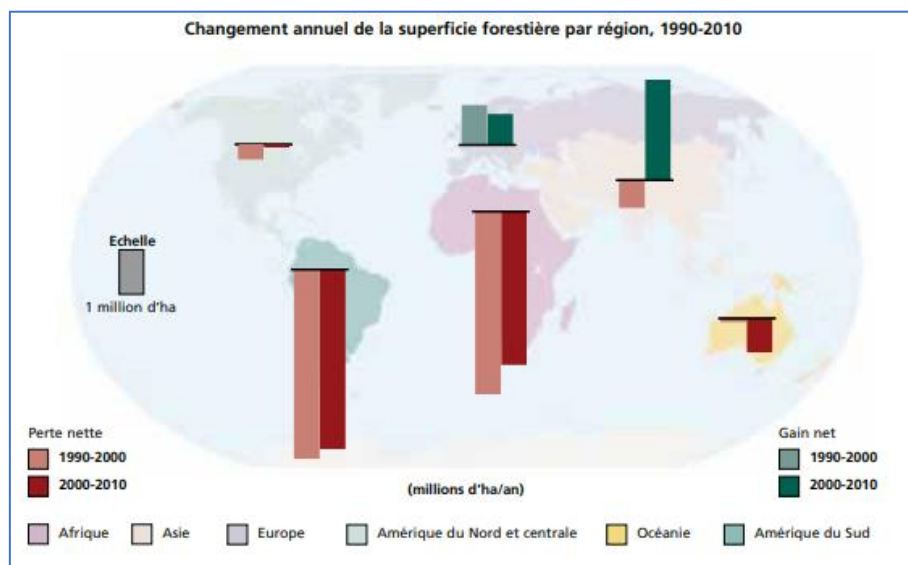 Changement annuel de la superficie forestière par région, 1990-2010
Echelle
1 million d'ha
Perte nette
1990-2000
2000-2010
(millions d'ha/an)
Gain net
1990-2000
2000-2010
Afrique
Asie
Europe
Amérique du Nord et centrale
Océanie
Amérique du Sud